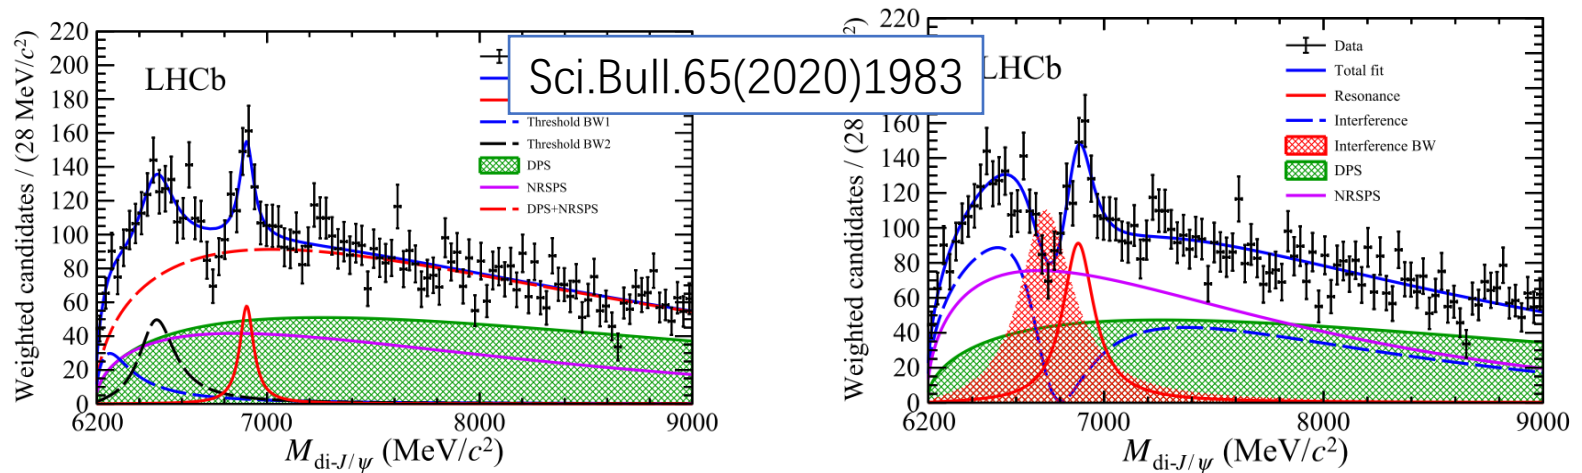 220
200
180
160
140
120
100
80
60
40
20
0
Weighted candidates / (28 MeV/c²)
LHCb
Threshold BW1
Threshold BW2
DPS
NRSPS
DPS+NRSPS
6200
7000
8000
9000
M di-J/ψ (MeV/c²)
Sci.Bull.65(2020)1983
220
160
140
120
100
80
60
40
20
0
Weighted candidates / (28
²)
LHCb
Data
Total fit
Resonance
Interference
Interference BW
DPS
NRSPS
6200
7000
8000
9000
M di-J/ψ (MeV/c²)